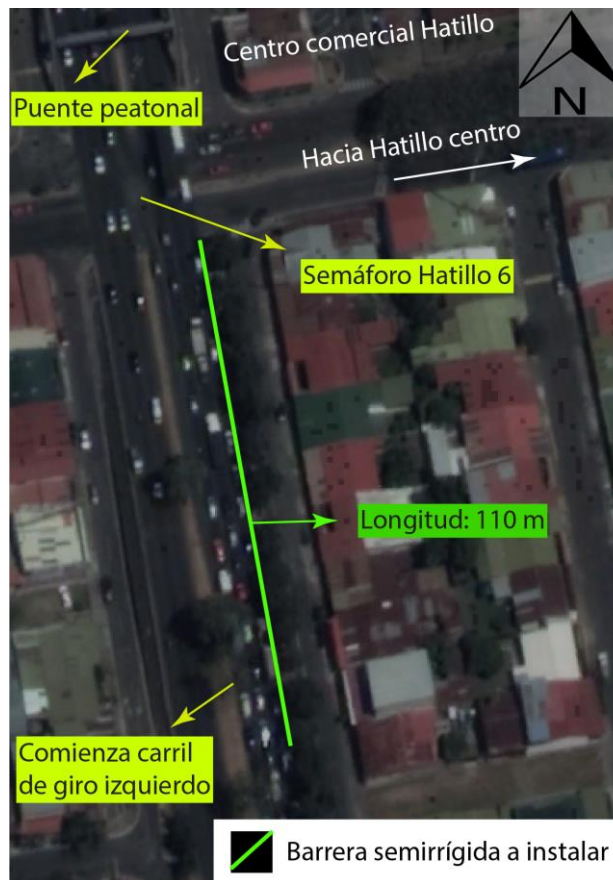 Centro comercial Hatillo
N
Puente peatonal
Hacia Hatillo centro
Semáforo Hatillo 6
Longitud: 110 m
Comienza carril
de giro izquierdo
Barrera semirrígida a instalar